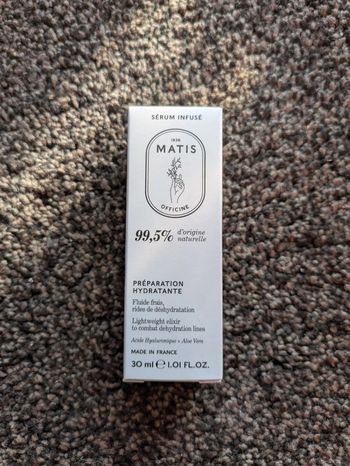 SÉRUM INFUSÉ
1936
MATIS
OFFICINE
99,5% d'origine
naturelle
PRÉPARATION
HYDRATANTE
Fluide frais,
rides de déshydratation
Lightweight elixir
to combat dehydration lines
Acide Hyaluronique + Aloe Vera
MADE IN FRANCE
30 ml ℮ 1.01 FL.OZ.